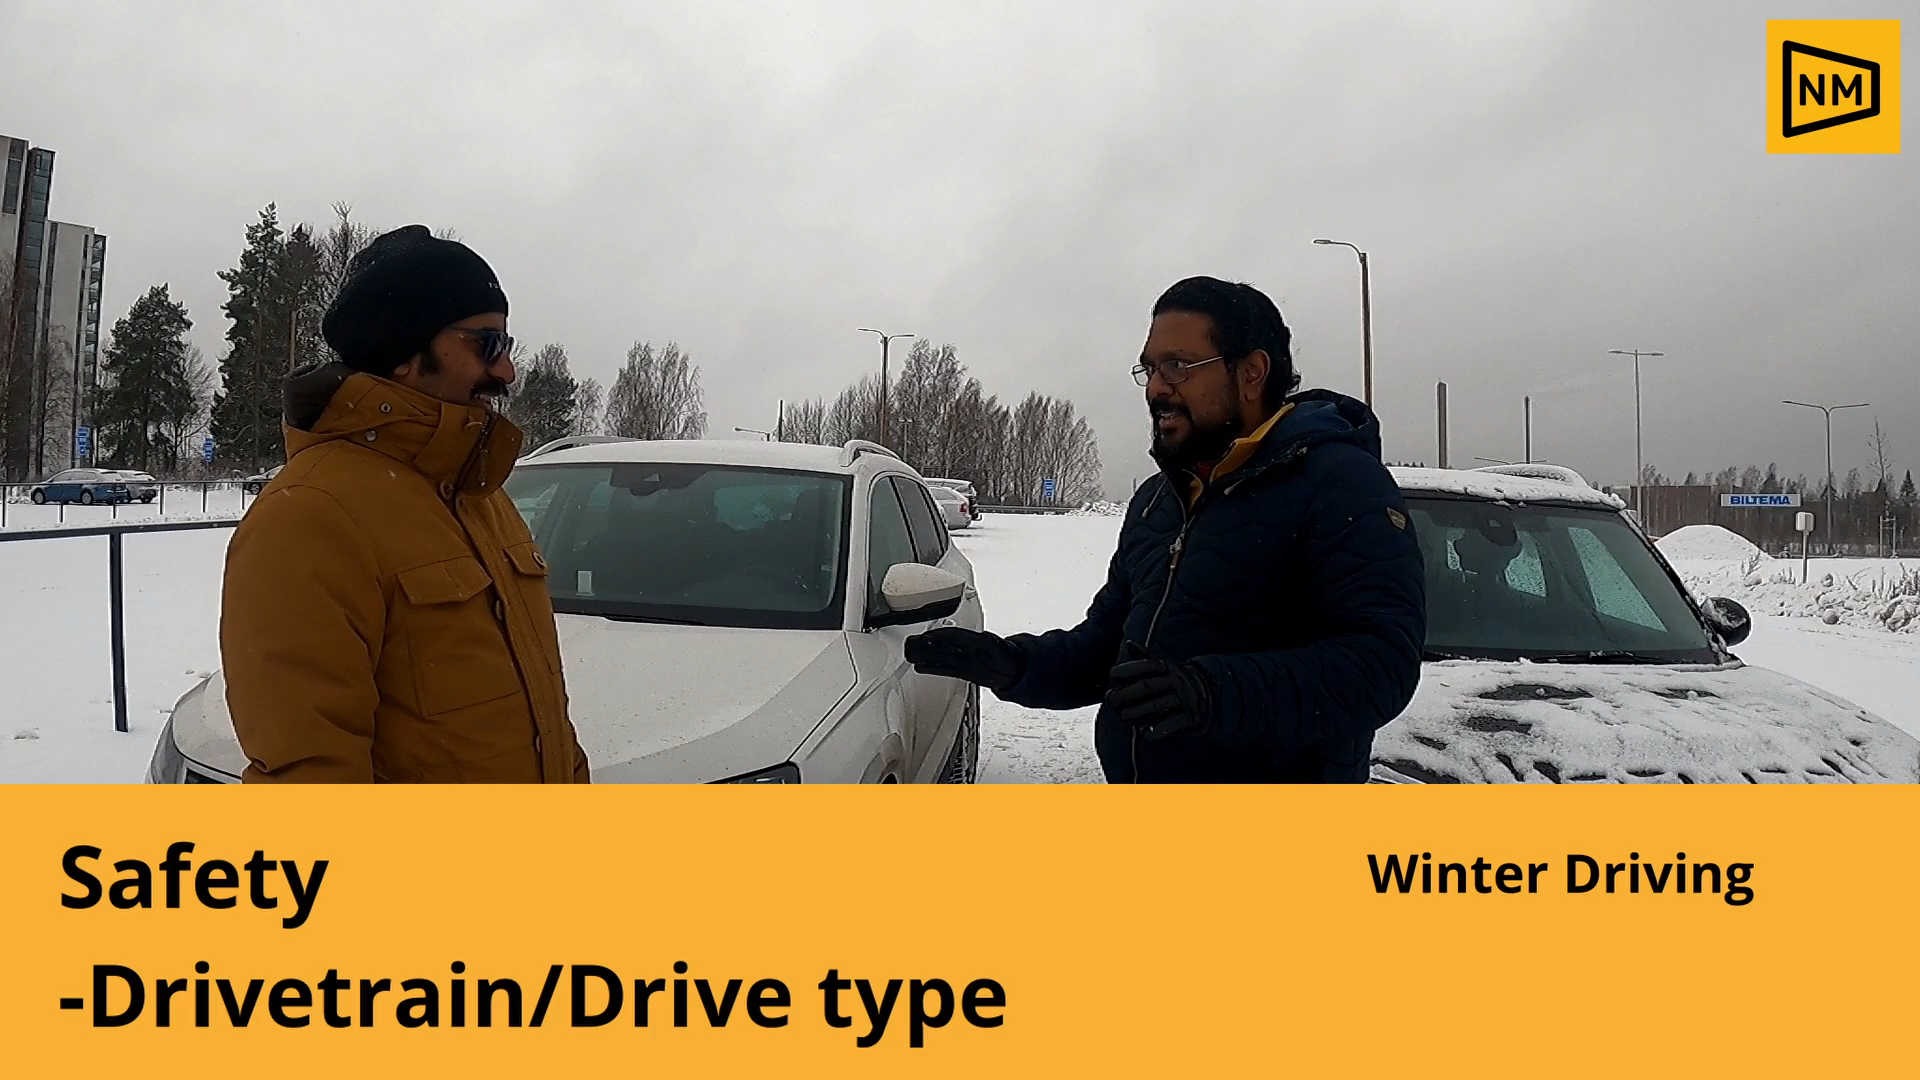 NM
BILTEMA
Safety
Winter Driving
-Drivetrain/Drive type